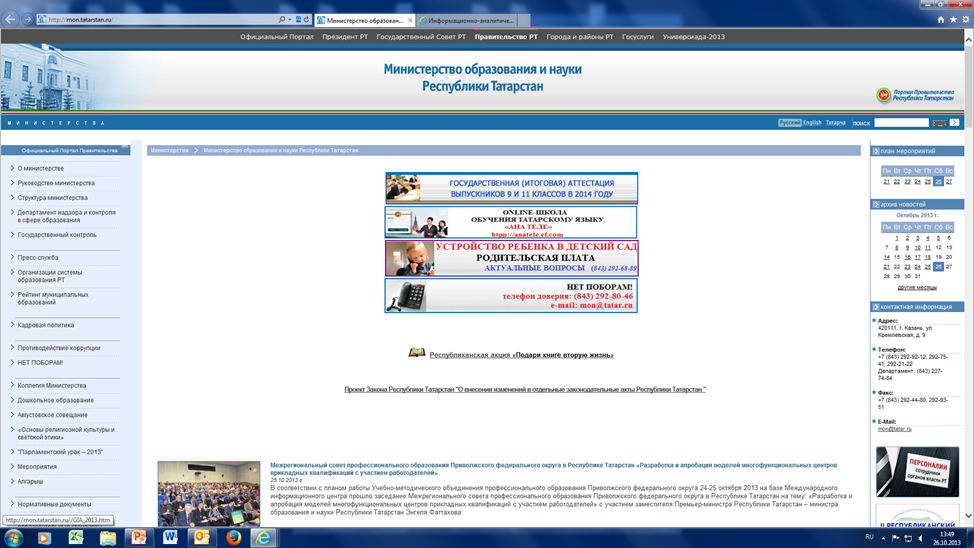 http://mon.tatarstan.ru/
Министерство образован...
Информационно-аналитиче...
Официальный Портал Президент РТ Государственный Совет РТ Правительство РТ Города и районы РТ Госуслуги Универсиада-2013
Министерство образования и науки
Республики Татарстан
Портал Правительства
Республики Татарстан
МИНИСТЕРСТВА
Русский English Татарча поиск
Официальный Портал Правительства
О министерстве
Руководство министерства
Структура министерства
Департамент надзора и контроля
в сфере образования
Государственный контроль
Пресс-служба
Организации системы
образования РТ
Рейтинг муниципальных
образований
Кадровая политика
Противодействие коррупции
НЕТ ПОБОРАМ!
Коллегия Министерства
Дошкольное образование
Августовское совещание
«Основы религиозной культуры и
светской этики»
"Парламентский урок – 2013"
Мероприятия
Апгарыш
Нормативные документы
http://mon.tatarstan.ru//GIA_2013.htm
Министерства Министерство образования и науки Республики Татарстан
ГОСУДАРСТВЕННАЯ (ИТОГОВАЯ) АТТЕСТАЦИЯ
ВЫПУСКНИКОВ 9 И 11 КЛАССОВ В 2014 ГОДУ
ONLINE-ШКОЛА
ОБУЧЕНИЯ ТАТАРСКОМУ ЯЗЫКУ
«АНА ТЕЛЕ»
htpp://anatele.ef.com
УСТРОЙСТВО РЕБЕНКА В ДЕТСКИЙ САД
РОДИТЕЛЬСКАЯ ПЛАТА
АКТУАЛЬНЫЕ ВОПРОСЫ (843) 292-68-89
НЕТ ПОБОРАМ!
телефон доверия: (843) 292-80-46
e-mail: mon@tatar.ru
Республиканская акция «Подари книге вторую жизнь»
Проект Закона Республики Татарстан "О внесении изменений в отдельные законодательные акты Республики Татарстан "
Межрегиональный совет профессионального образования Приволжского федерального округа в Республике Татарстан «Разработка и апробация моделей многофункциональных центров
прикладных квалификаций с участием работодателей»
25.10.2013 г.
В соответствии с планом работы Учебно-методического объединения профессионального образования Приволжского федерального округа 24-25 октября 2013 на базе Международного
информационного центра прошло заседание Межрегионального совета профессионального образования Приволжского федерального округа в Республике Татарстан на тему: «Разработка и
апробация моделей многофункциональных центров прикладных квалификаций с участием работодателей» с участием заместителя Премьер-министра Республики Татарстан – министра
образования и науки Республики Татарстан Энгеля Фаттахова.
план мероприятий
Пн Вт Ср Чт Пт Сб Вс
21 22 23 24 25 26 27
архив новостей
Октябрь 2013 г.
Пн Вт Ср Чт Пт Сб Вс
1 2 3 4 5 6
7 8 9 10 11 12 13
14 15 16 17 18 19 20
21 22 23 24 25 26 27
28 29 30 31
другие месяцы
контактная информация
Адрес:
420111, г. Казань, ул.
Кремлевская, д. 9
Телефон:
+7 (843) 292-92-12, 292-75-
41, 292-21-22
Департамент: (843) 237-
74-84
Факс:
+7 (843) 292-44-80, 292-93-
51
E-Mail:
mon@tatar.ru
ПЕРСОНАЛИИ
сотрудников
органов власти РТ
II РЕСПУБЛИКАНСКИЙ
RU
13:49
26.10.2013